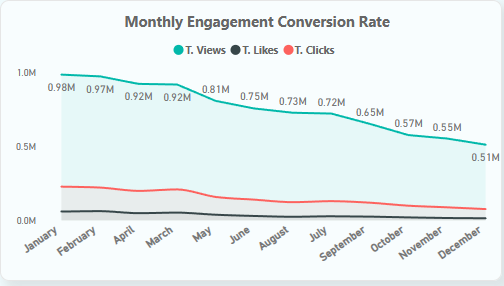 Monthly Engagement Conversion Rate
T. Views T. Likes T. Clicks
1.0M
0.98M 0.97M 0.92M 0.92M 0.81M 0.75M 0.73M 0.72M 0.65M 0.57M 0.55M 0.51M
0.5M
0.0M
January February April March May June August July September October November December